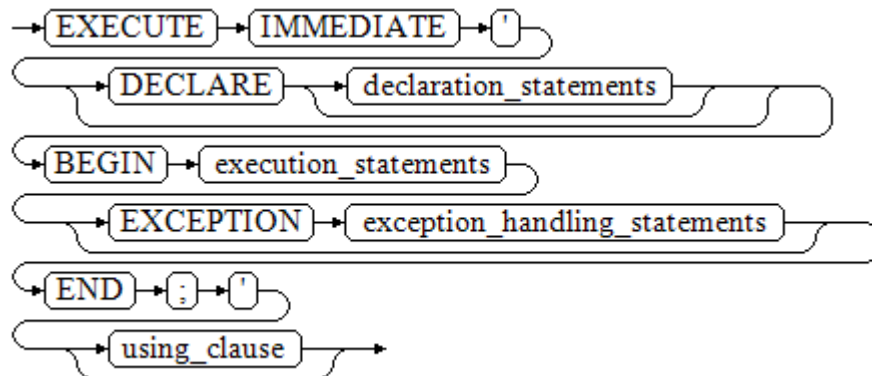 EXECUTE IMMEDIATE '
DECLARE declaration_statements
BEGIN execution_statements
EXCEPTION exception_handling_statements
END ; '
using_clause